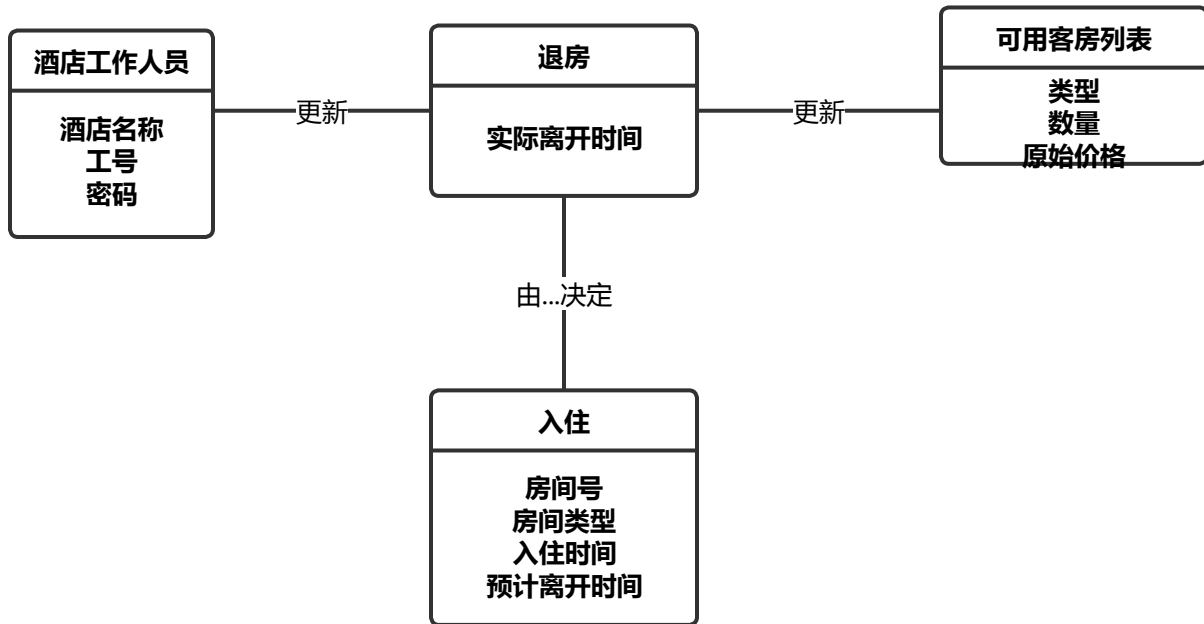 酒店工作人员
酒店名称
工号
密码
更新
退房
实际离开时间
更新
可用客房列表
类型
数量
原始价格
由...决定
入住
房间号
房间类型
入住时间
预计离开时间